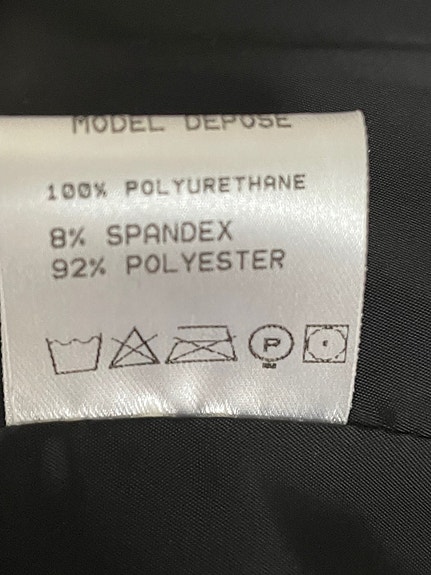 MODEL DEPOSE
100% POLYURETHANE
8% SPANDEX
92% POLYESTER
P